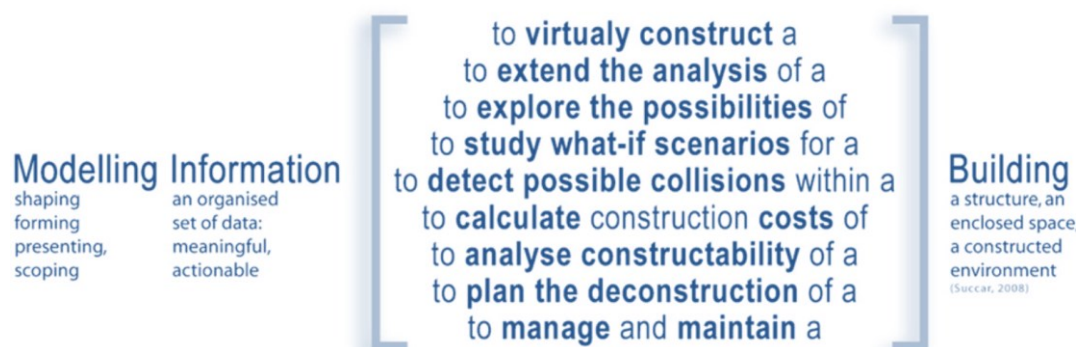 Modelling
shaping
forming
presenting,
scoping
Information
an organised
set of data:
meaningful,
actionable
to virtualy construct a
to extend the analysis of a
to explore the possibilities of
to study what-if scenarios for a
to detect possible collisions within a
to calculate construction costs of
to analyse constructability of a
to plan the deconstruction of a
to manage and maintain a
Building
a structure, an
enclosed space,
a constructed
environment
(Succar, 2008)